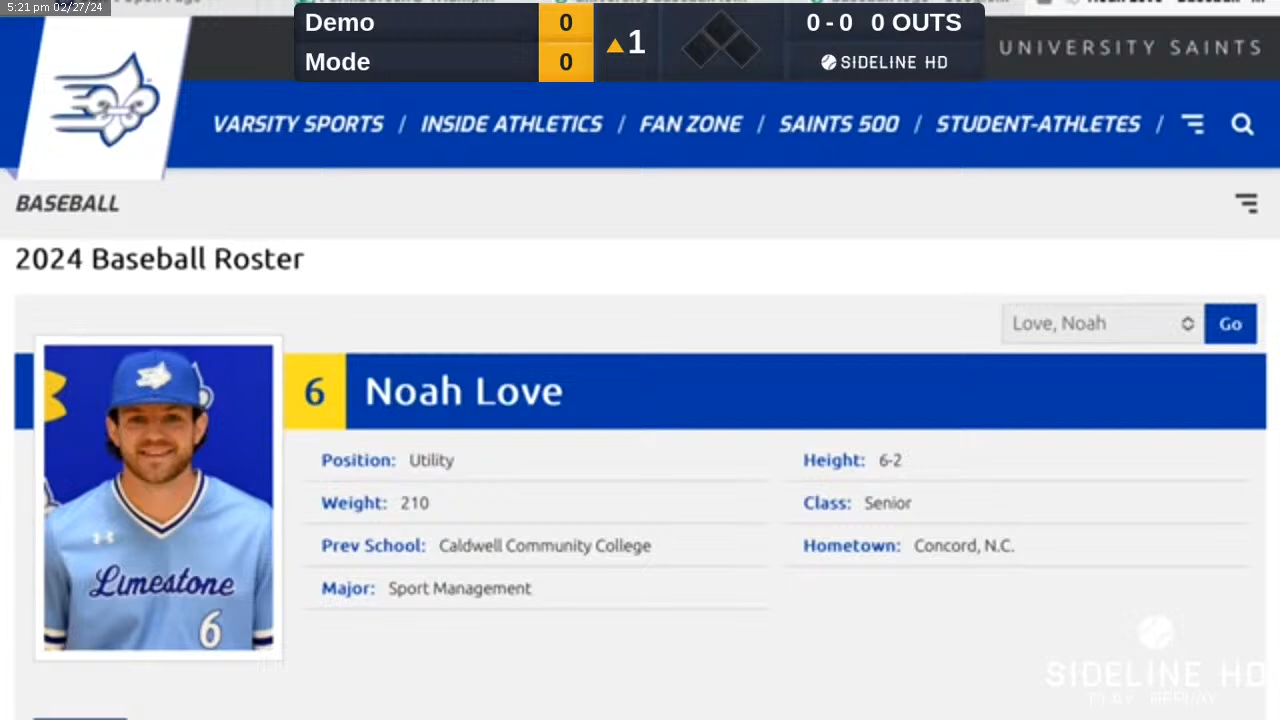 5:21 pm 02/27/24
Demo 0
Mode 0
1
0 - 0 0 OUTS
SIDELINE HD
UNIVERSITY SAINTS
VARSITY SPORTS / INSIDE ATHLETICS / FAN ZONE / SAINTS 500 / STUDENT-ATHLETES /
BASEBALL
2024 Baseball Roster
Love, Noah Go
6 Noah Love
Position: Utility
Height: 6-2
Weight: 210
Class: Senior
Prev School: Caldwell Community College
Hometown: Concord, N.C.
Major: Sport Management
Limestone
6
SIDELINE HD